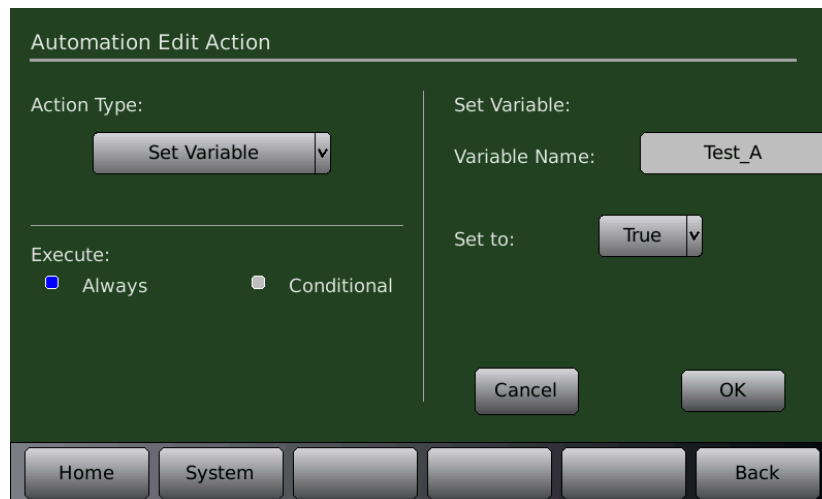 Automation Edit Action
Action Type:
Set Variable
Execute:
Always
Conditional
Set Variable:
Variable Name:
Test_A
Set to:
True
Cancel
OK
Home
System
Back